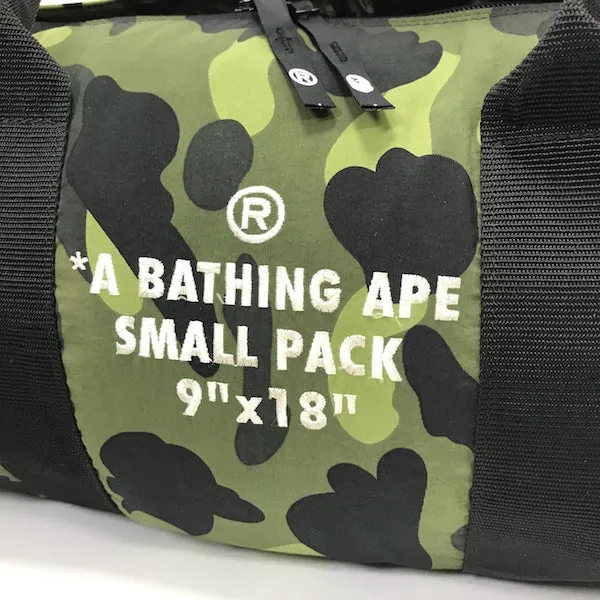 ®
®
*A BATHING APE
SMALL PACK
9"x18"